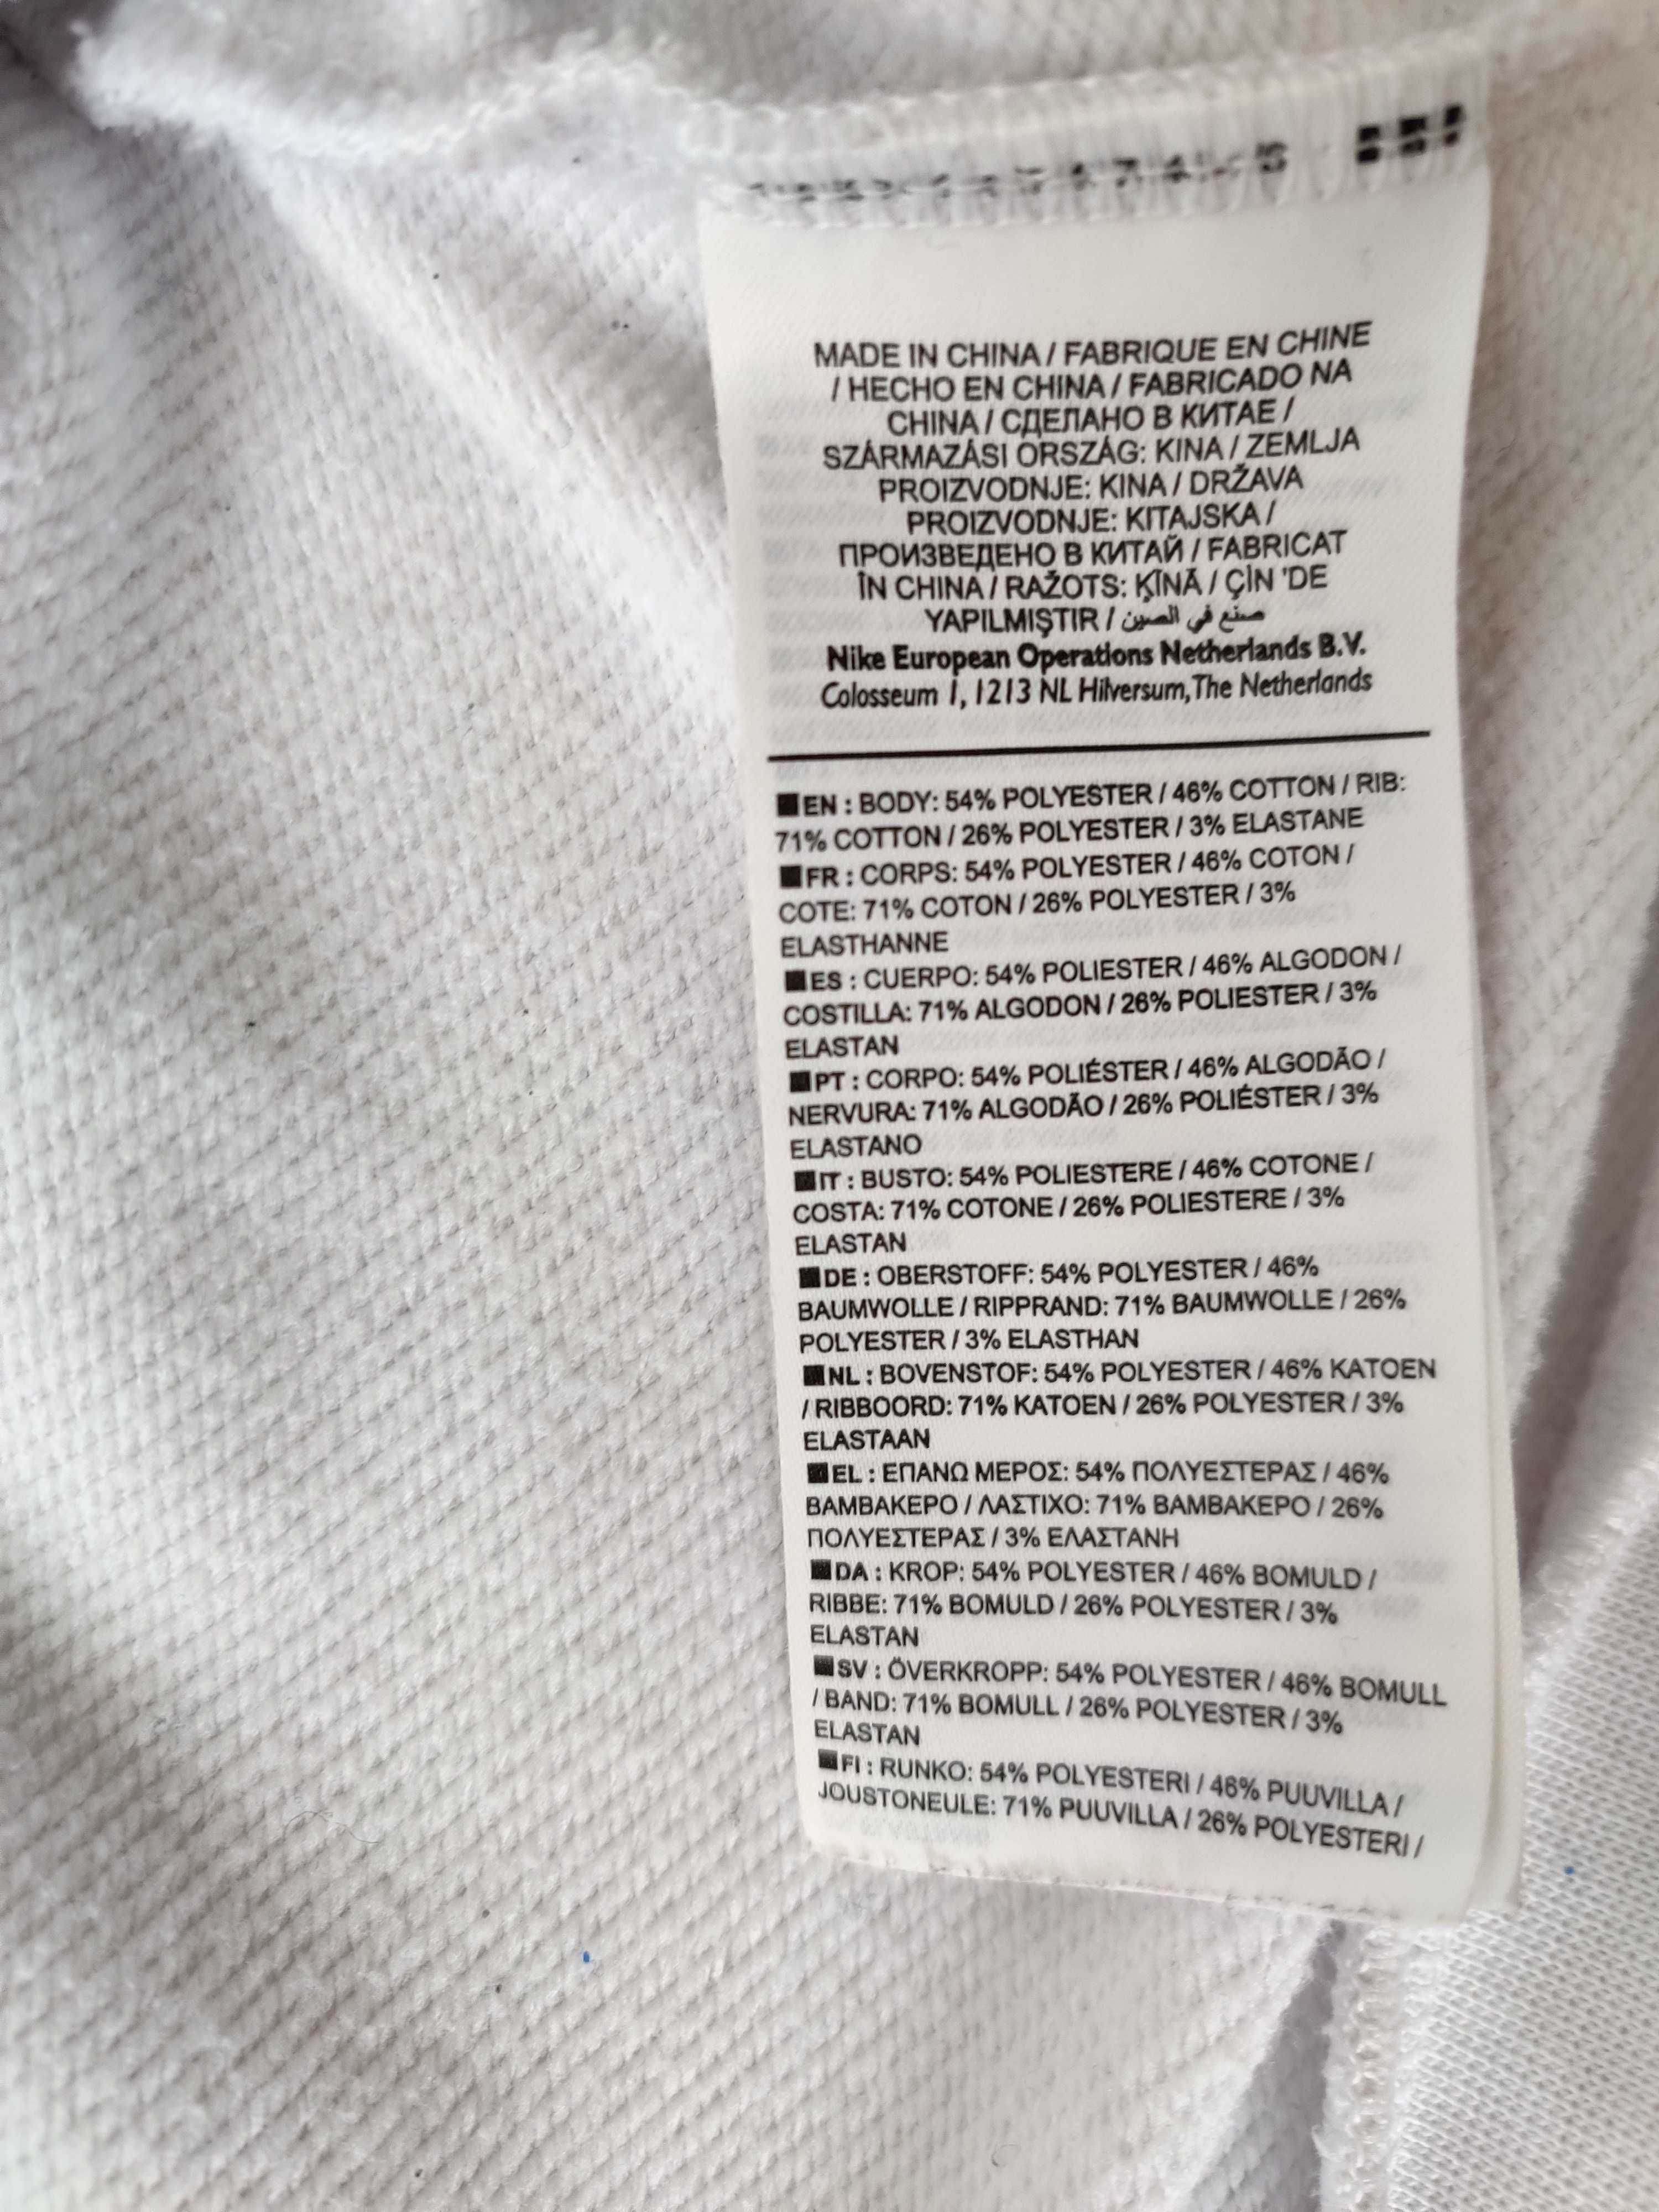 MADE IN CHINA / FABRIQUE EN CHINE
/ HECHO EN CHINA / FABRICADO NA
CHINA / СДЕЛАНО В КИТАЕ /
SZÁRMAZÁSI ORSZÁG: KINA / ZEMLJA
PROIZVODNJE: KINA / DRŽAVA
PROIZVODNJE: KITAJSKA /
ПРОИЗВЕДЕНО В КИТАЙ / FABRICAT
ÎN CHINA / RAŽOTS: ĶĪNĀ / ÇİN 'DE
YAPILMIŞTIR / صنع في الصين
Nike European Operations Netherlands B.V.
Colosseum 1, 1213 NL Hilversum, The Netherlands
EN : BODY: 54% POLYESTER / 46% COTTON / RIB:
71% COTTON / 26% POLYESTER / 3% ELASTANE
FR : CORPS: 54% POLYESTER / 46% COTON /
COTE: 71% COTON / 26% POLYESTER / 3%
ELASTHANNE
ES : CUERPO: 54% POLIESTER / 46% ALGODON /
COSTILLA: 71% ALGODON / 26% POLIESTER / 3%
ELASTAN
PT : CORPO: 54% POLIÉSTER / 46% ALGODÃO /
NERVURA: 71% ALGODÃO / 26% POLIÉSTER / 3%
ELASTANO
IT : BUSTO: 54% POLIESTERE / 46% COTONE /
COSTA: 71% COTONE / 26% POLIESTERE / 3%
ELASTAN
DE : OBERSTOFF: 54% POLYESTER / 46%
BAUMWOLLE / RIPPRAND: 71% BAUMWOLLE / 26%
POLYESTER / 3% ELASTHAN
NL : BOVENSTOF: 54% POLYESTER / 46% KATOEN
/ RIBBOORD: 71% KATOEN / 26% POLYESTER / 3%
ELASTAAN
EL : ΕΠΑΝΩ ΜΕΡΟΣ: 54% ΠΟΛΥΕΣΤΕΡΑΣ / 46%
ΒΑΜΒΑΚΕΡΟ / ΛΑΣΤΙΧΟ: 71% ΒΑΜΒΑΚΕΡΟ / 26%
ΠΟΛΥΕΣΤΕΡΑΣ / 3% ΕΛΑΣΤΑΝΗ
DA : KROP: 54% POLYESTER / 46% BOMULD /
RIBBE: 71% BOMULD / 26% POLYESTER / 3%
ELASTAN
SV : ÖVERKROPP: 54% POLYESTER / 46% BOMULL
/ BAND: 71% BOMULL / 26% POLYESTER / 3%
ELASTAN
FI : RUNKO: 54% POLYESTERI / 46% PUUVILLA /
JOUSTONEULE: 71% PUUVILLA / 26% POLYESTERI /